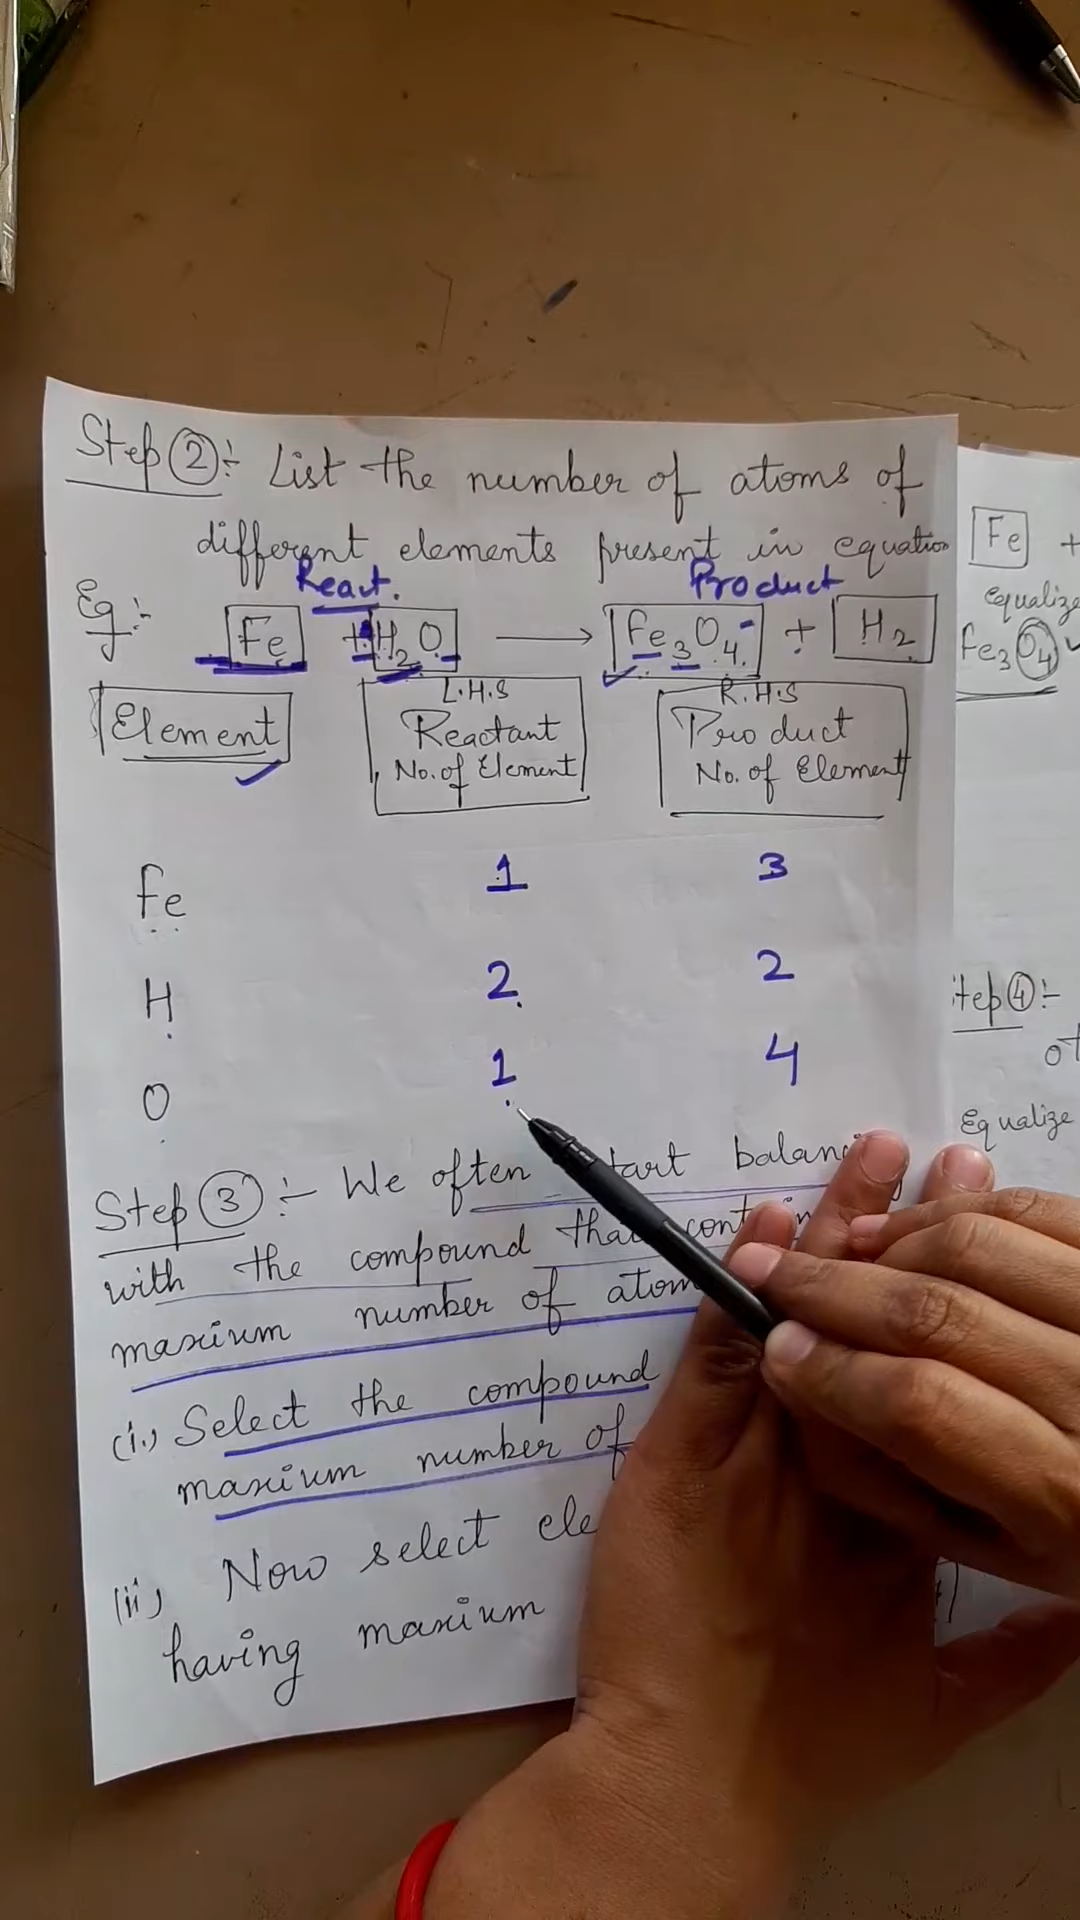 Step ② :- List the number of atoms of
different elements present in equation
React. Product
Eg :- Fe + H₂O ⟶ Fe₃O₄ + H₂
L.H.S R.H.S
Element Reactant Product
No. of Element No. of Element
Fe 1 3
H 2 2
O 1 4
Step ③ :- We often start
with the compound
maxium number of atom
(i.) Select the compound
maxium number of
(ii) Now select ele
having maxium
Fe +
Equalize
Fe₃O₄
tep ④ :-
Equalize